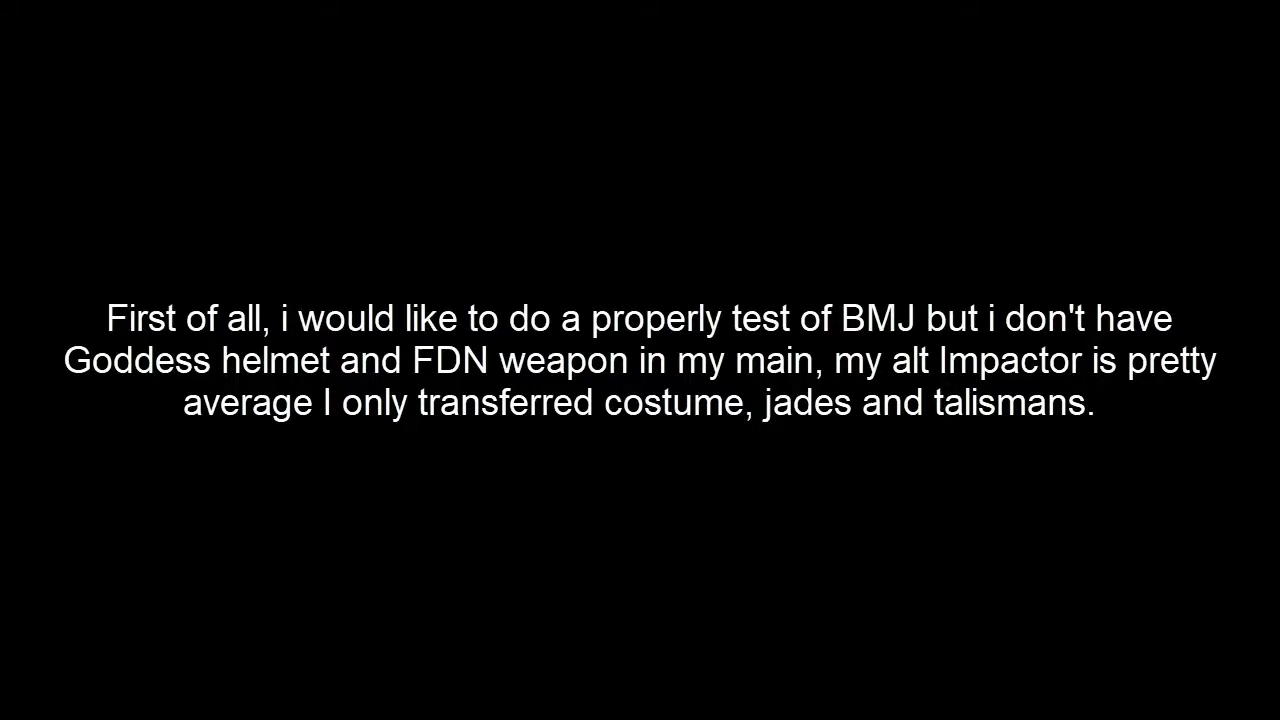 First of all, i would like to do a properly test of BMJ but i don't have
Goddess helmet and FDN weapon in my main, my alt Impactor is pretty
average I only transferred costume, jades and talismans.